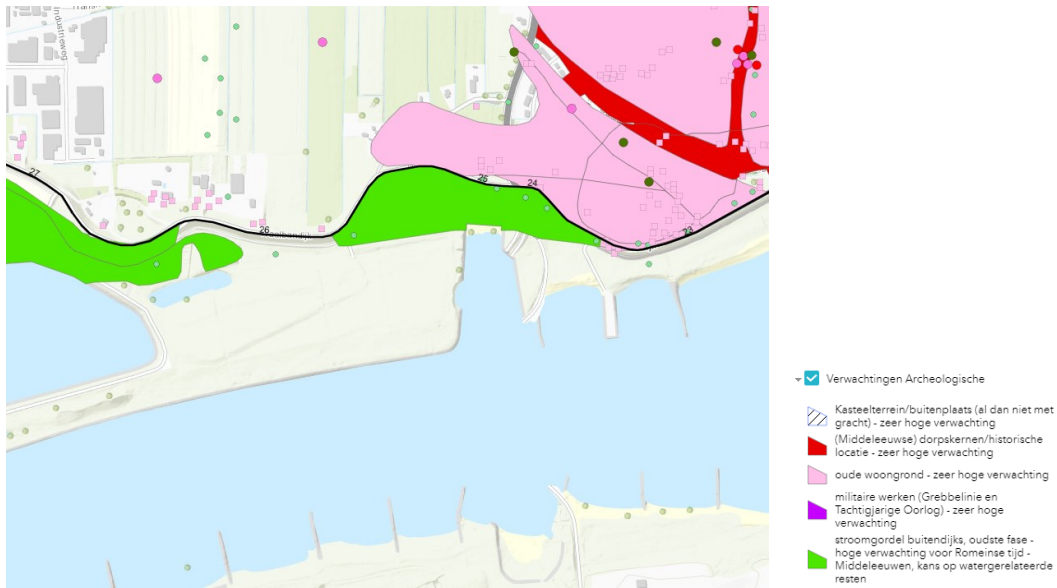 Industrieweg
27
26
25
24
23
Verwachtingen Archeologische
Kasteelterrein/buitenplaats (al dan niet met
gracht) - zeer hoge verwachting
(Middeleeuwse) dorpskernen/historische
locatie - zeer hoge verwachting
oude woongrond - zeer hoge verwachting
militaire werken (Grebbelinie en
Tachtigjarige Oorlog) - zeer hoge
verwachting
stroomgordel buitendijks, oudste fase -
hoge verwachting voor Romeinse tijd -
Middeleeuwen, kans op watergerelateerde
resten